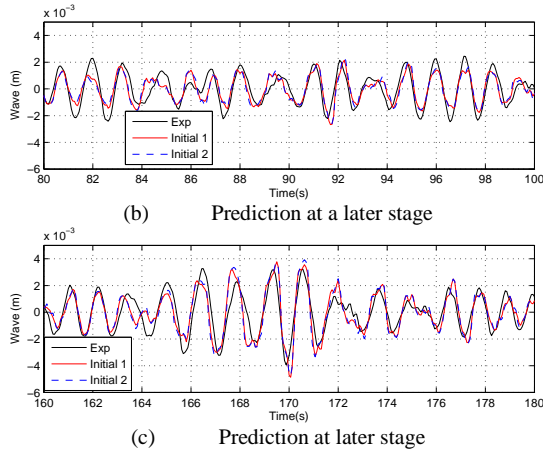 x 10⁻³
4
2
0
−2
−4
−6
Wave (m)
Exp
Initial 1
Initial 2
80 82 84 86 88 90 92 94 96 98 100
Time(s)
(b) Prediction at a later stage
x 10⁻³
6
4
2
0
−2
−4
−6
Wave (m)
Exp
Initial 1
Initial 2
160 162 164 166 168 170 172 174 176 178 180
Time(s)
(c) Prediction at later stage